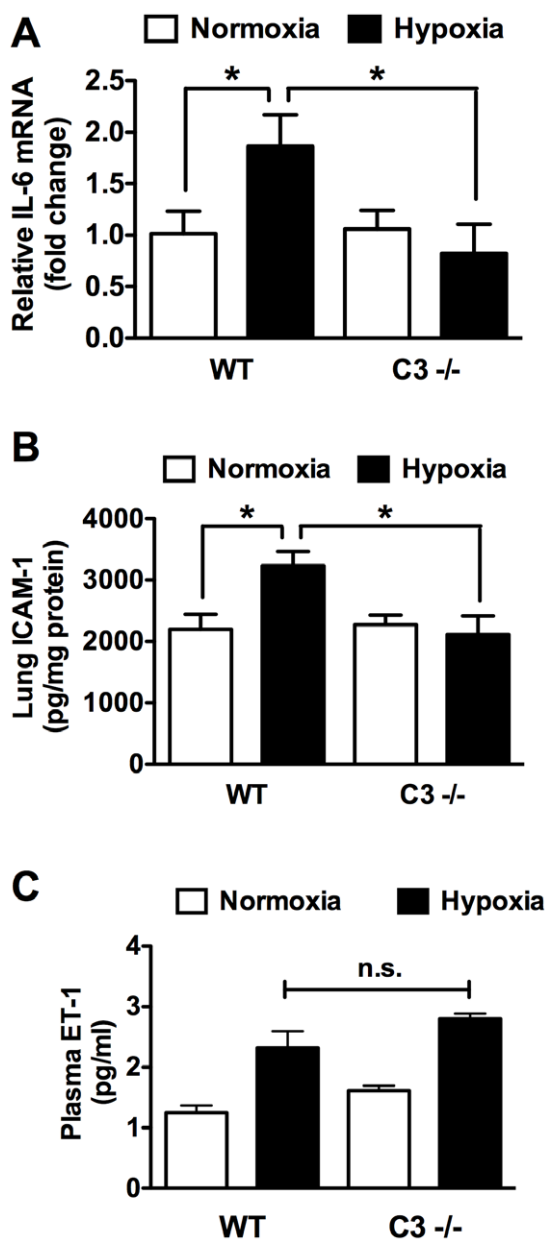 A
Normoxia Hypoxia
Relative IL-6 mRNA
(fold change)
2.5
2.0
1.5
1.0
0.5
0.0
* *
WT C3 -/-
B
Normoxia Hypoxia
Lung ICAM-1
(pg/mg protein)
4000
3000
2000
1000
0
* *
WT C3 -/-
C
Normoxia Hypoxia
Plasma ET-1
(pg/ml)
4
3
2
1
0
n.s.
WT C3 -/-